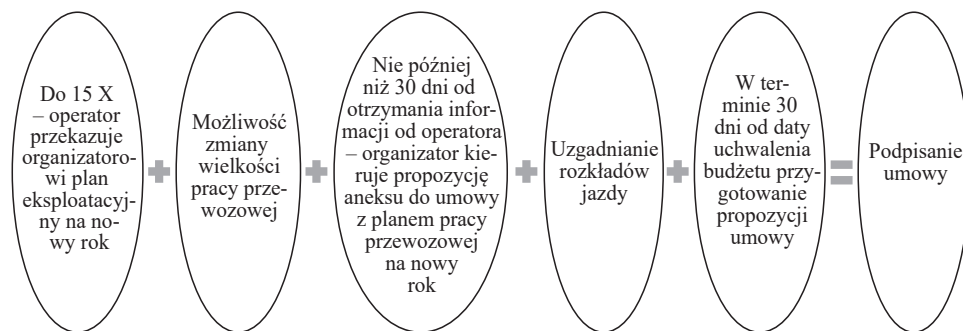 Do 15 X
– operator
przekazuje
organizatoro-
wi plan
eksploatacyj-
ny na no-
wy rok
Możliwość
zmiany
wielkości
pracy prze-
wozowej
Nie później
niż 30 dni od
otrzymania infor-
macji od operatora
– organizator kie-
ruje propozycję
aneksu do umowy
z planem pracy
przewozowej
na nowy
rok
Uzgadnianie
rozkładów
jazdy
W ter-
minie 30
dni od daty
uchwalenia
budżetu przy-
gotowanie
propozycji
umowy
Podpisanie
umowy